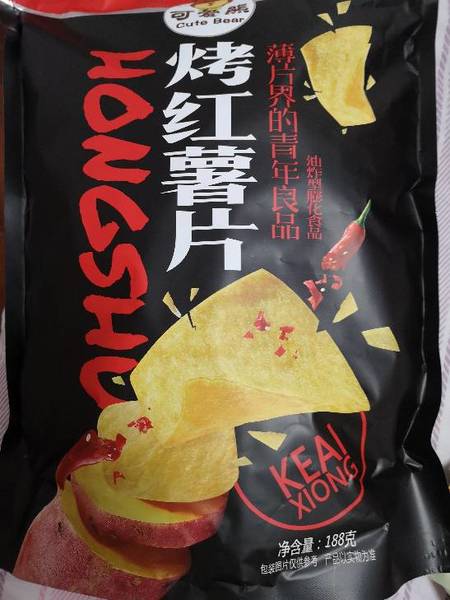 可爱熊
Cute Bear
HONGSHU
烤红薯片
薄片界的青年良品
油炸型膨化食品
KEAI
XIONG
净含量：188克
包装照片仅供参考 产品以实物为准